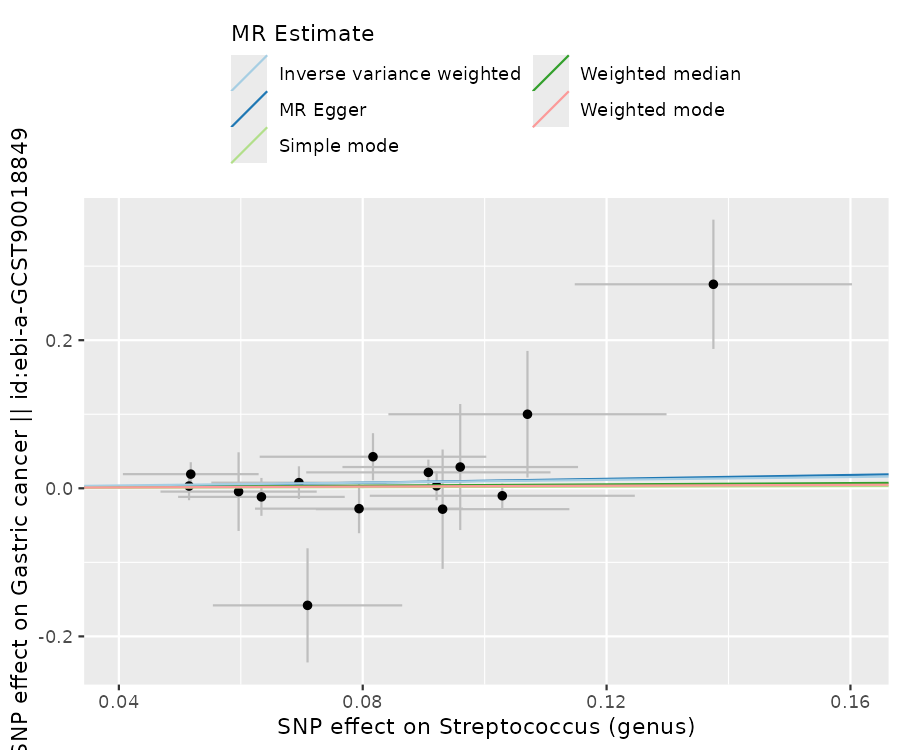 MR Estimate
Inverse variance weighted
MR Egger
Simple mode
Weighted median
Weighted mode
SNP effect on Gastric cancer || id:ebi-a-GCST90018849
0.2
0.0
-0.2
0.04
0.08
0.12
0.16
SNP effect on Streptococcus (genus)